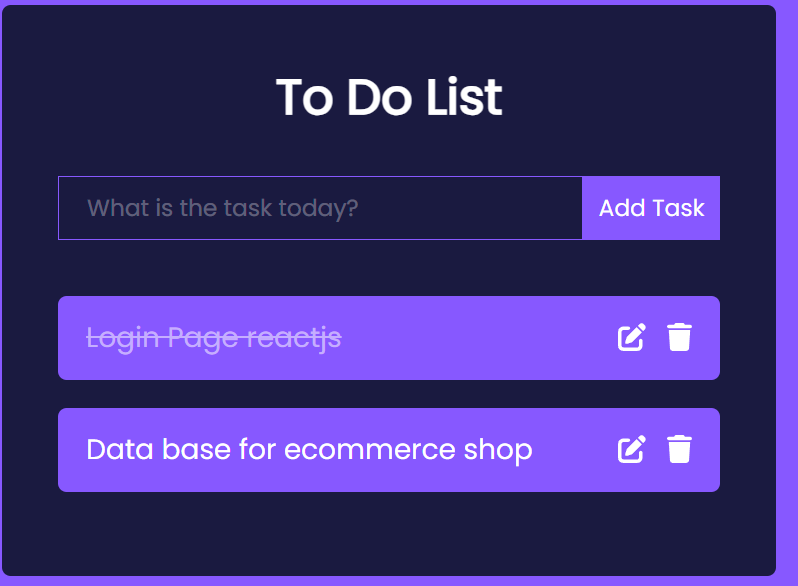 To Do List
What is the task today?
Add Task
Login Page reactjs
Data base for ecommerce shop